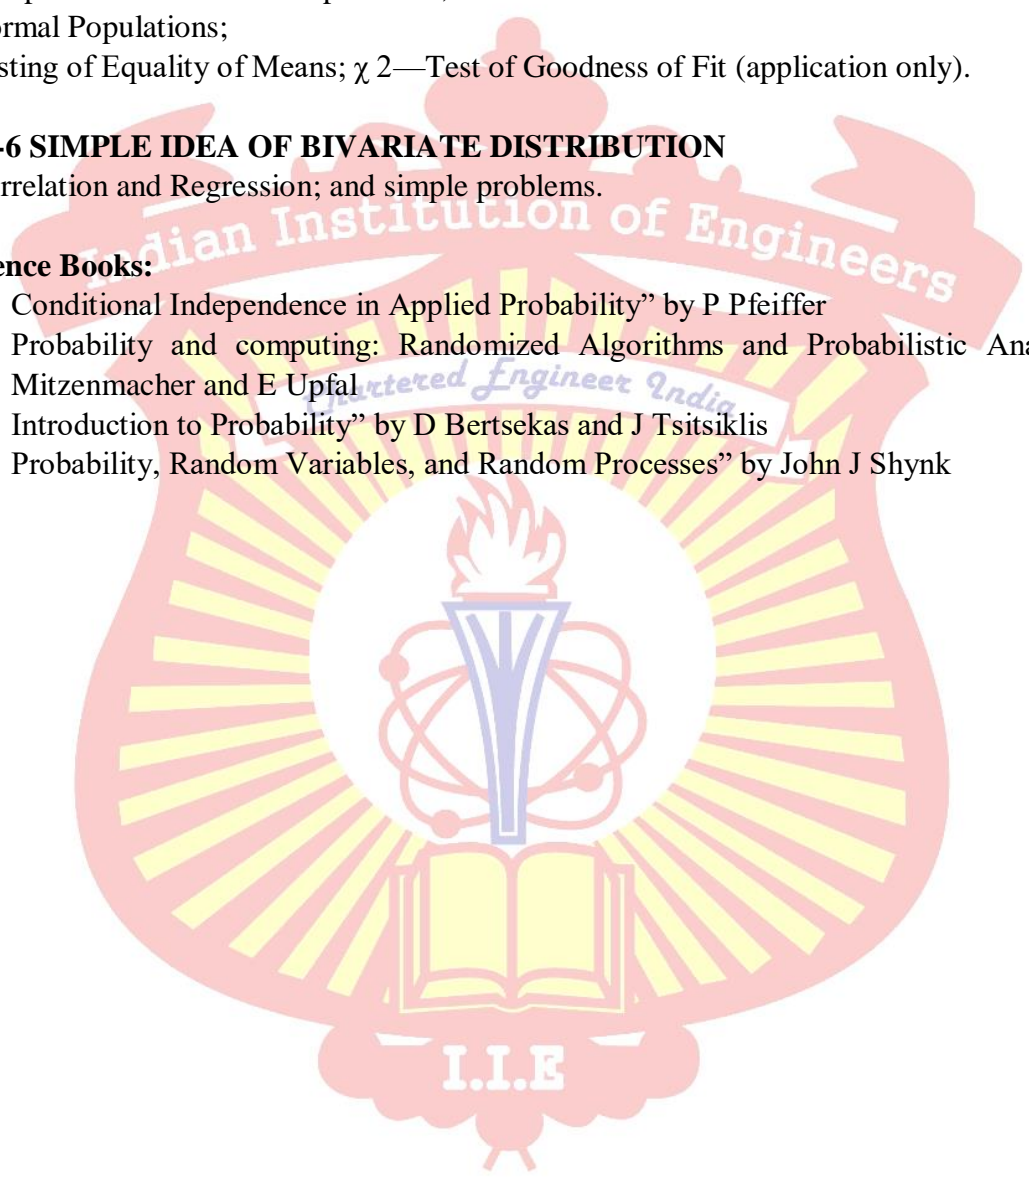 ormal Populations;
sting of Equality of Means; χ 2—Test of Goodness of Fit (application only).
-6 SIMPLE IDEA OF BIVARIATE DISTRIBUTION
rrelation and Regression; and simple problems.
Indian Institution of Engineers
ence Books:
Conditional Independence in Applied Probability” by P Pfeiffer
Probability and computing: Randomized Algorithms and Probabilistic Ana
Mitzenmacher and E Upfal
Chartered Engineer India
Introduction to Probability” by D Bertsekas and J Tsitsiklis
Probability, Random Variables, and Random Processes” by John J Shynk
I.I.E